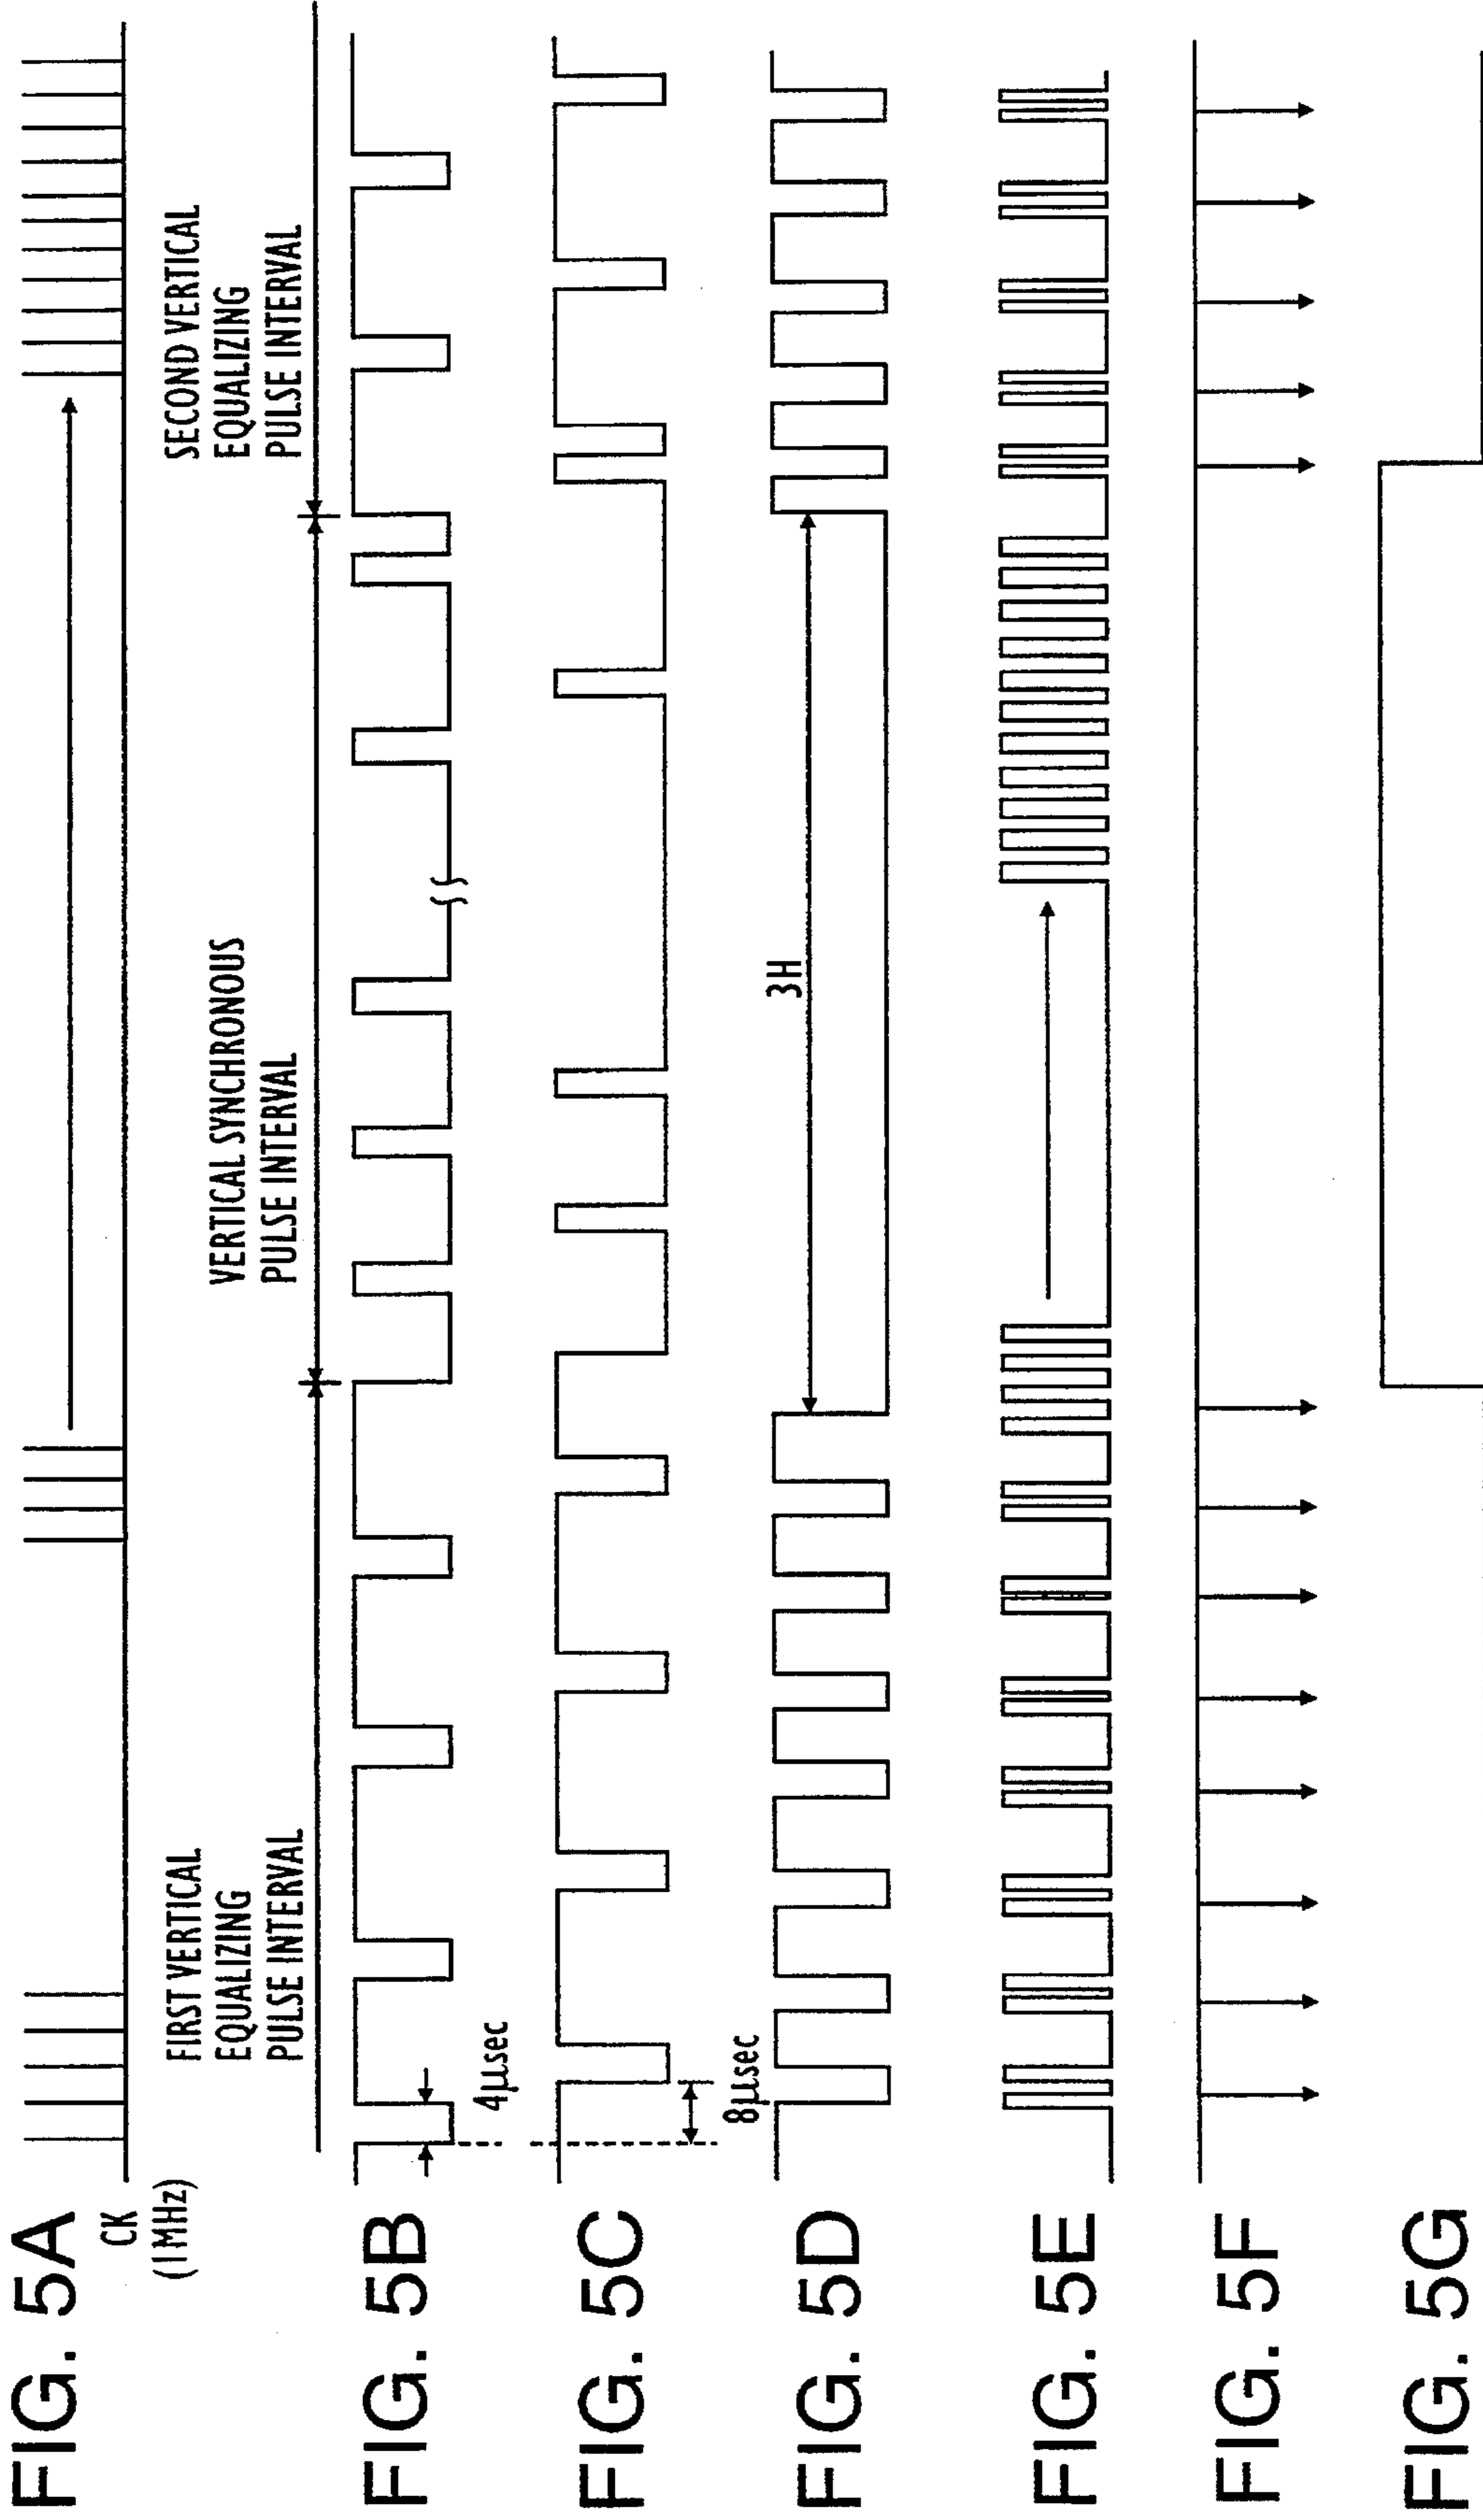 FIG. 5A
CK
(1MHz)
FIRST VERTICAL
EQUALIZING
PULSE INTERVAL
VERTICAL SYNCHRONOUS
PULSE INTERVAL
SECOND VERTICAL
EQUALIZING
PULSE INTERVAL
FIG. 5B
4μsec
FIG. 5C
8μsec
FIG. 5D
3H
FIG. 5E
FIG. 5F
FIG. 5G